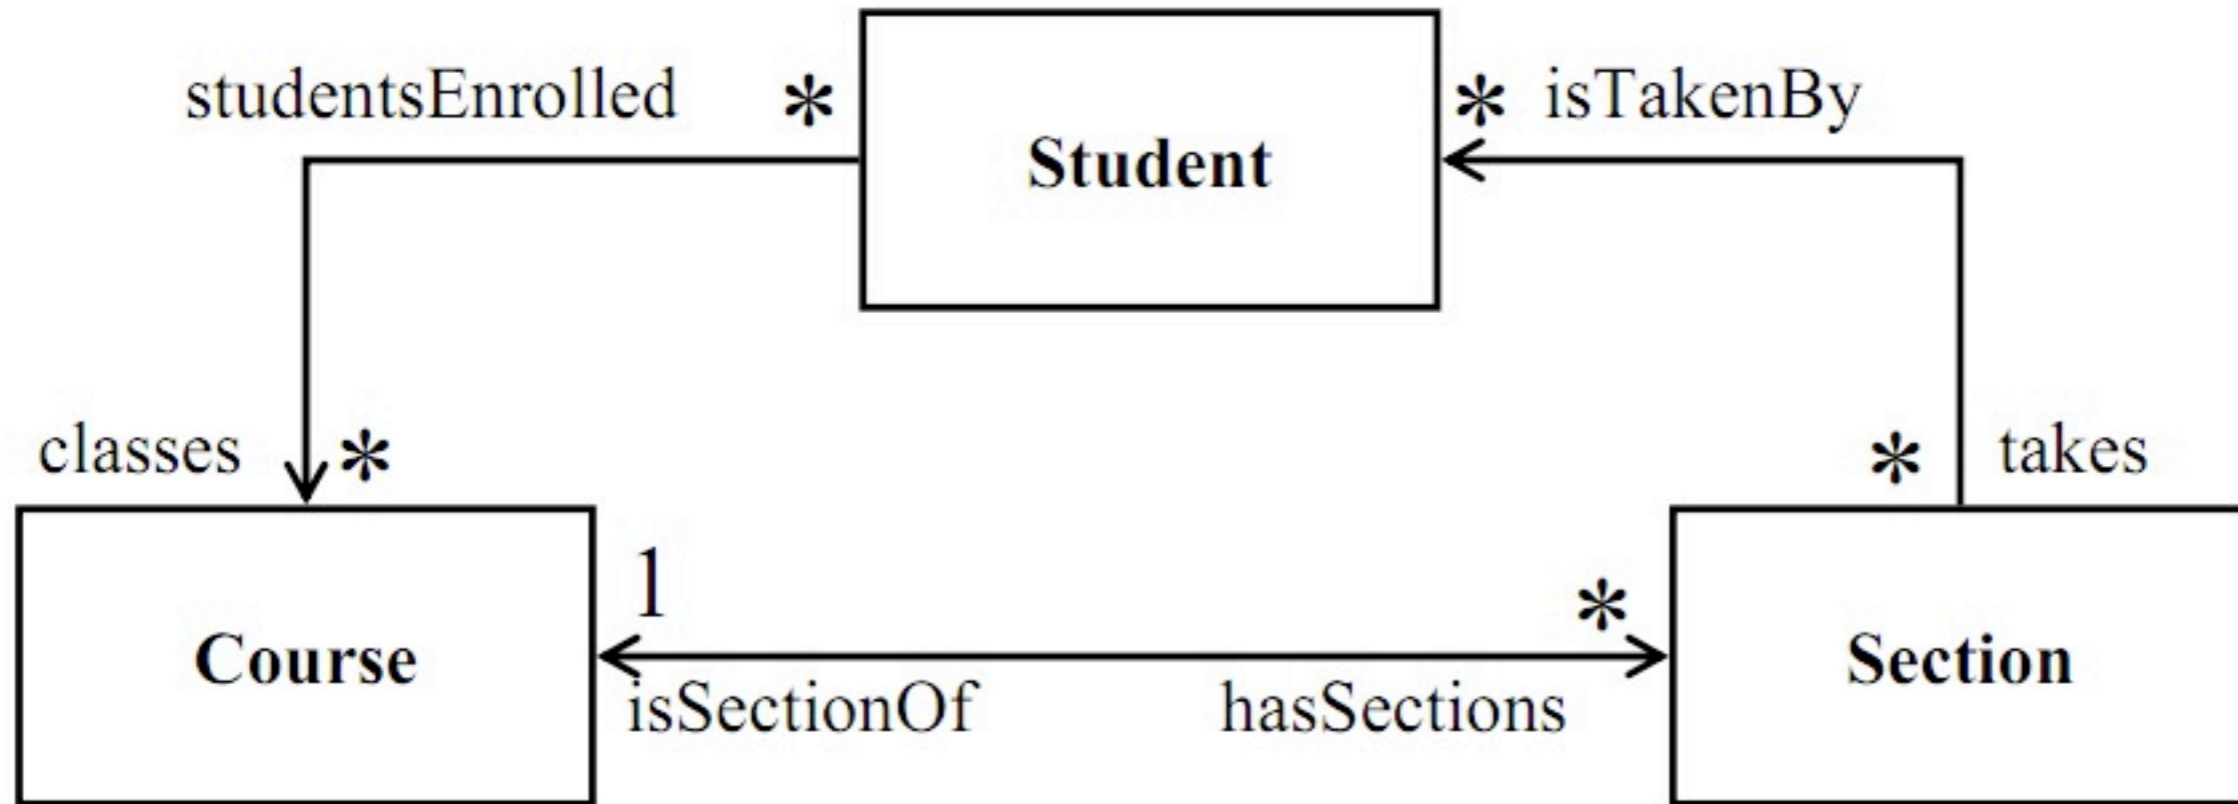 studentsEnrolled * * isTakenBy
Student
classes * * takes
1 *
Course Section
isSectionOf hasSections